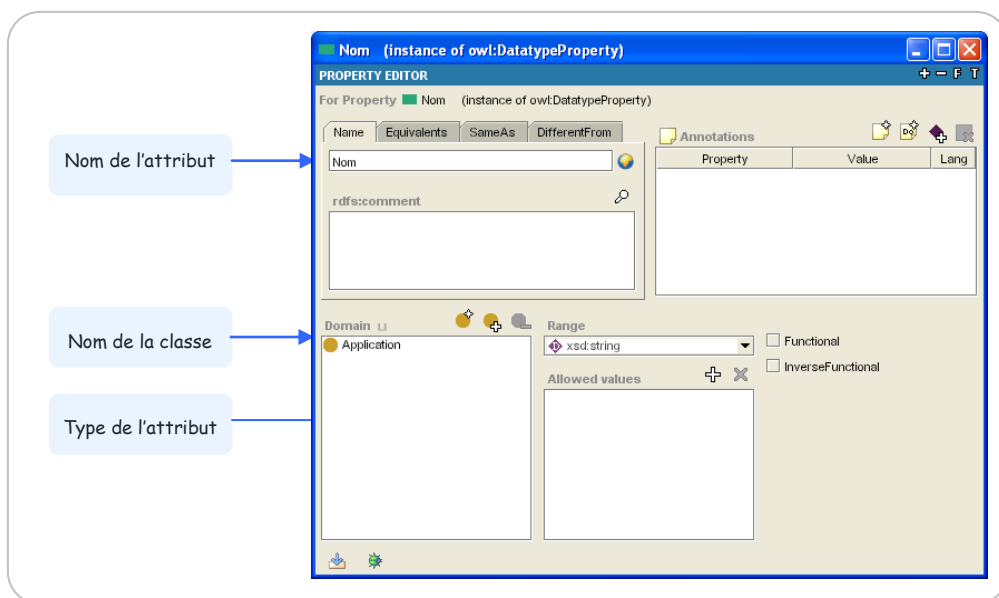 Nom (instance of owl:DatatypeProperty)
PROPERTY EDITOR
F T
For Property Nom (instance of owl:DatatypeProperty)
Name Equivalents SameAs DifferentFrom
Annotations
Nom de l'attribut
Nom
Property Value Lang
rdfs:comment
Nom de la classe
Domain
Range
Application
xsd:string
Functional
InverseFunctional
Allowed values
Type de l'attribut